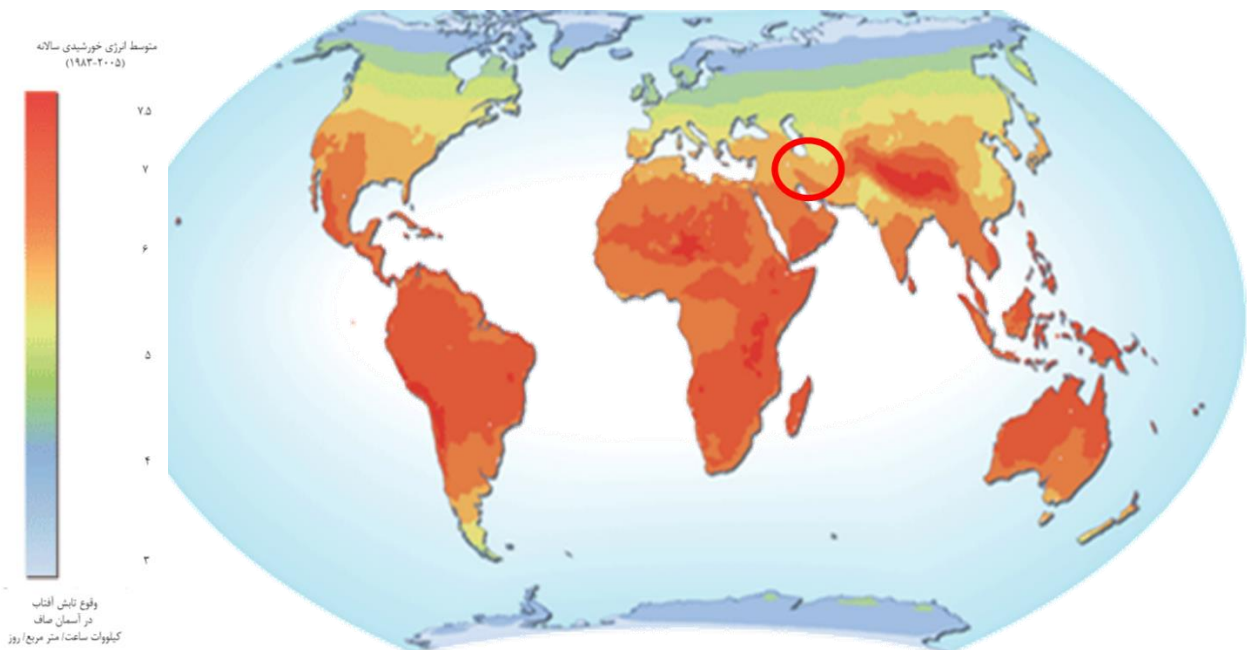 متوسط انرژی خورشیدی سالانه
(۱۹۸۳-۲۰۰۵)
۷.۵
۷
۶
۵
۴
۳
وقوع تابش آفتاب
در آسمان صاف
کیلووات ساعت/ متر مربع/ روز